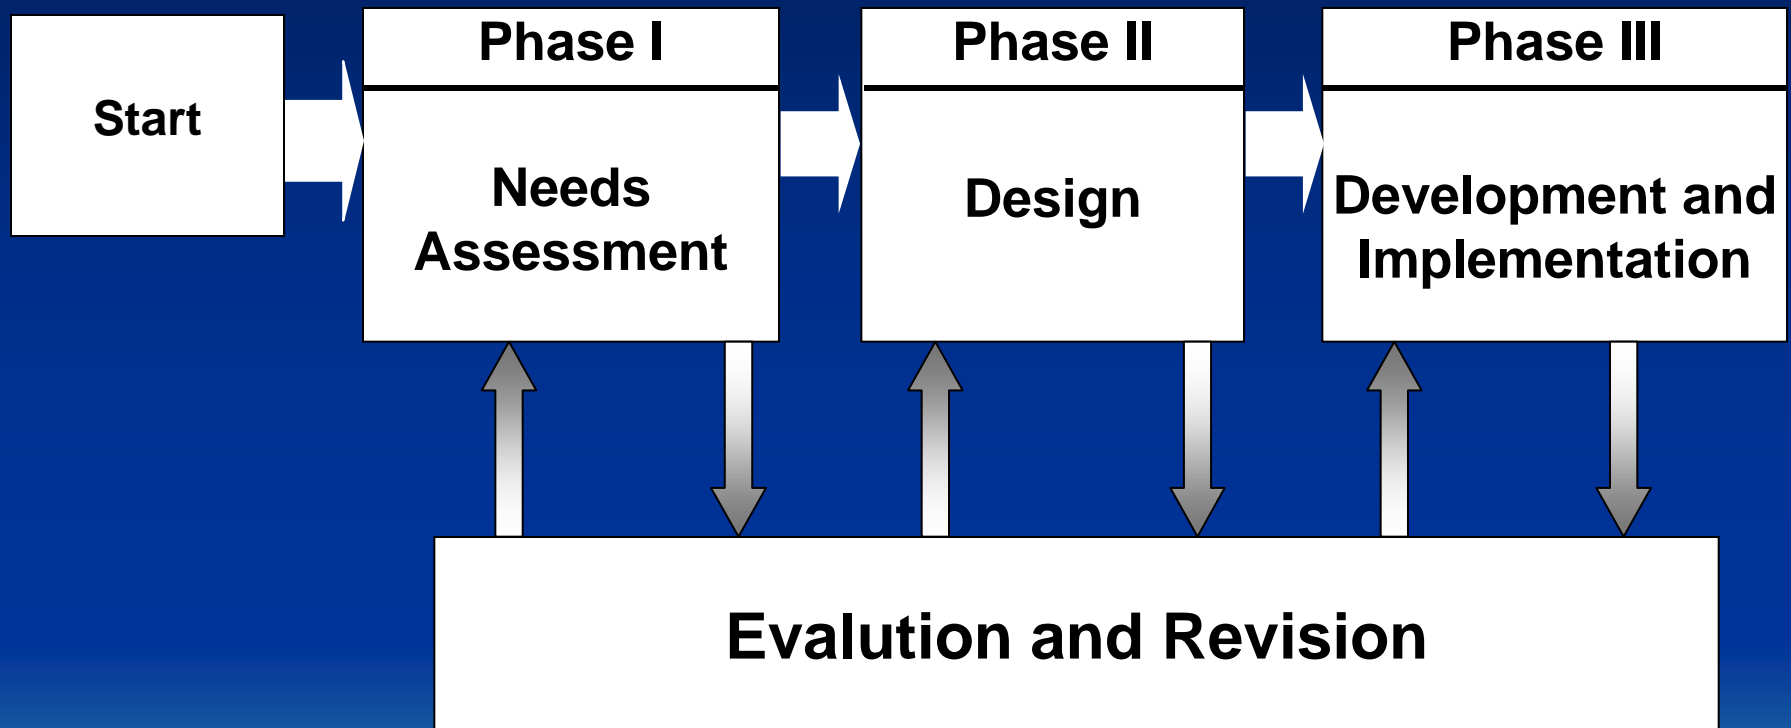 Start
Phase I
Needs
Assessment
Phase II
Design
Phase III
Development and
Implementation
Evalution and Revision